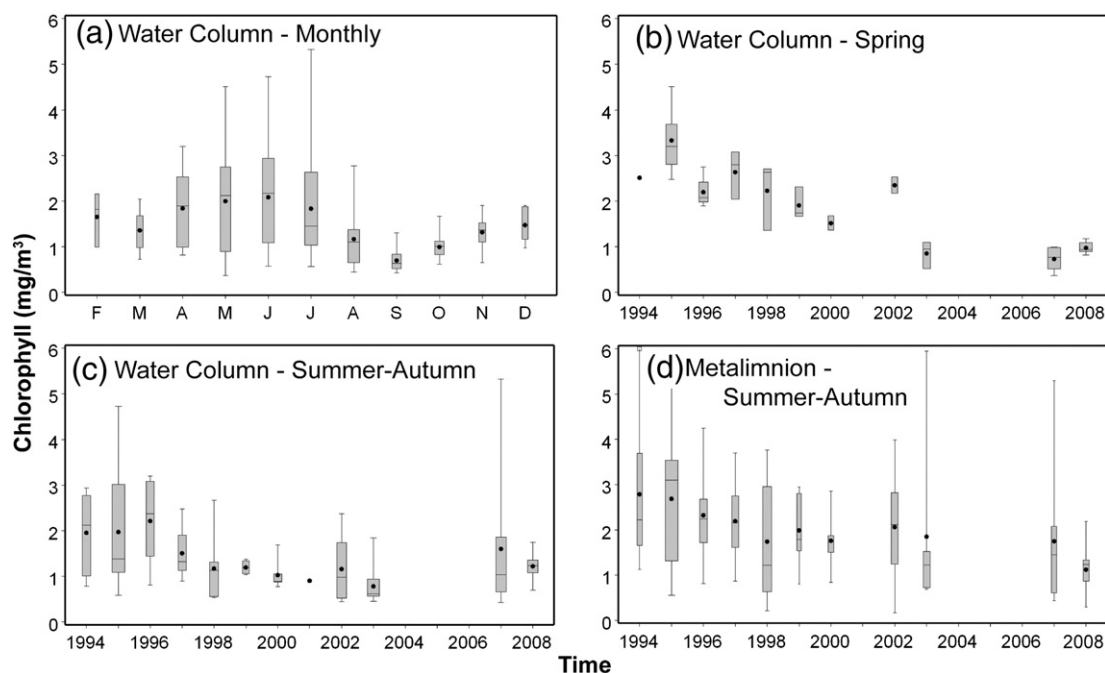 (a) Water Column - Monthly
6
5
4
3
2
1
0
F M A M J J A S O N D
(b) Water Column - Spring
6
5
4
3
2
1
0
1994 1996 1998 2000 2002 2004 2006 2008
Chlorophyll (mg/m³)
(c) Water Column - Summer-Autumn
6
5
4
3
2
1
0
1994 1996 1998 2000 2002 2004 2006 2008
(d) Metalimnion -
Summer-Autumn
6
5
4
3
2
1
0
1994 1996 1998 2000 2002 2004 2006 2008
Time